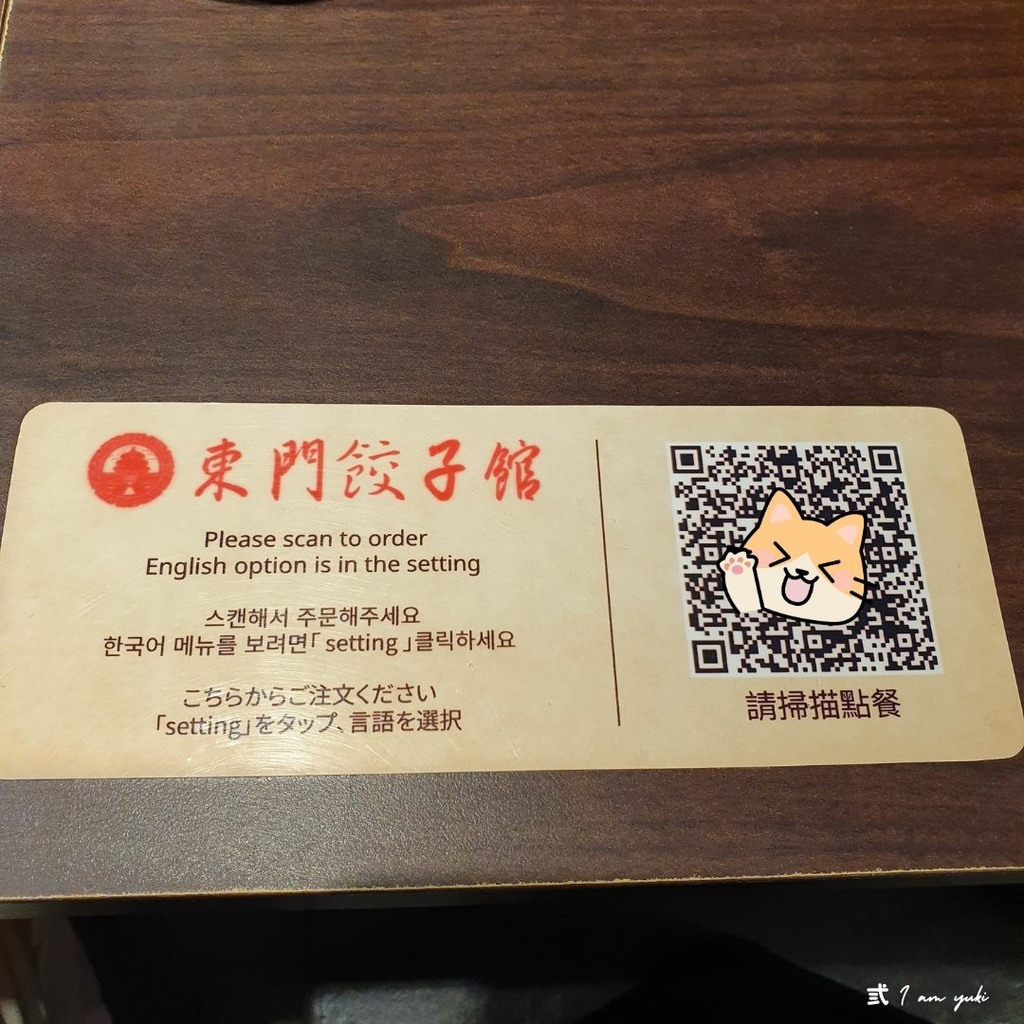 東門餃子館
Please scan to order
English option is in the setting
스캔해서 주문해주세요
한국어 메뉴를 보려면「 setting 」클릭하세요
こちらからご注文ください
「setting」をタップ、言語を選択
請掃描點餐
弎 I am yuki